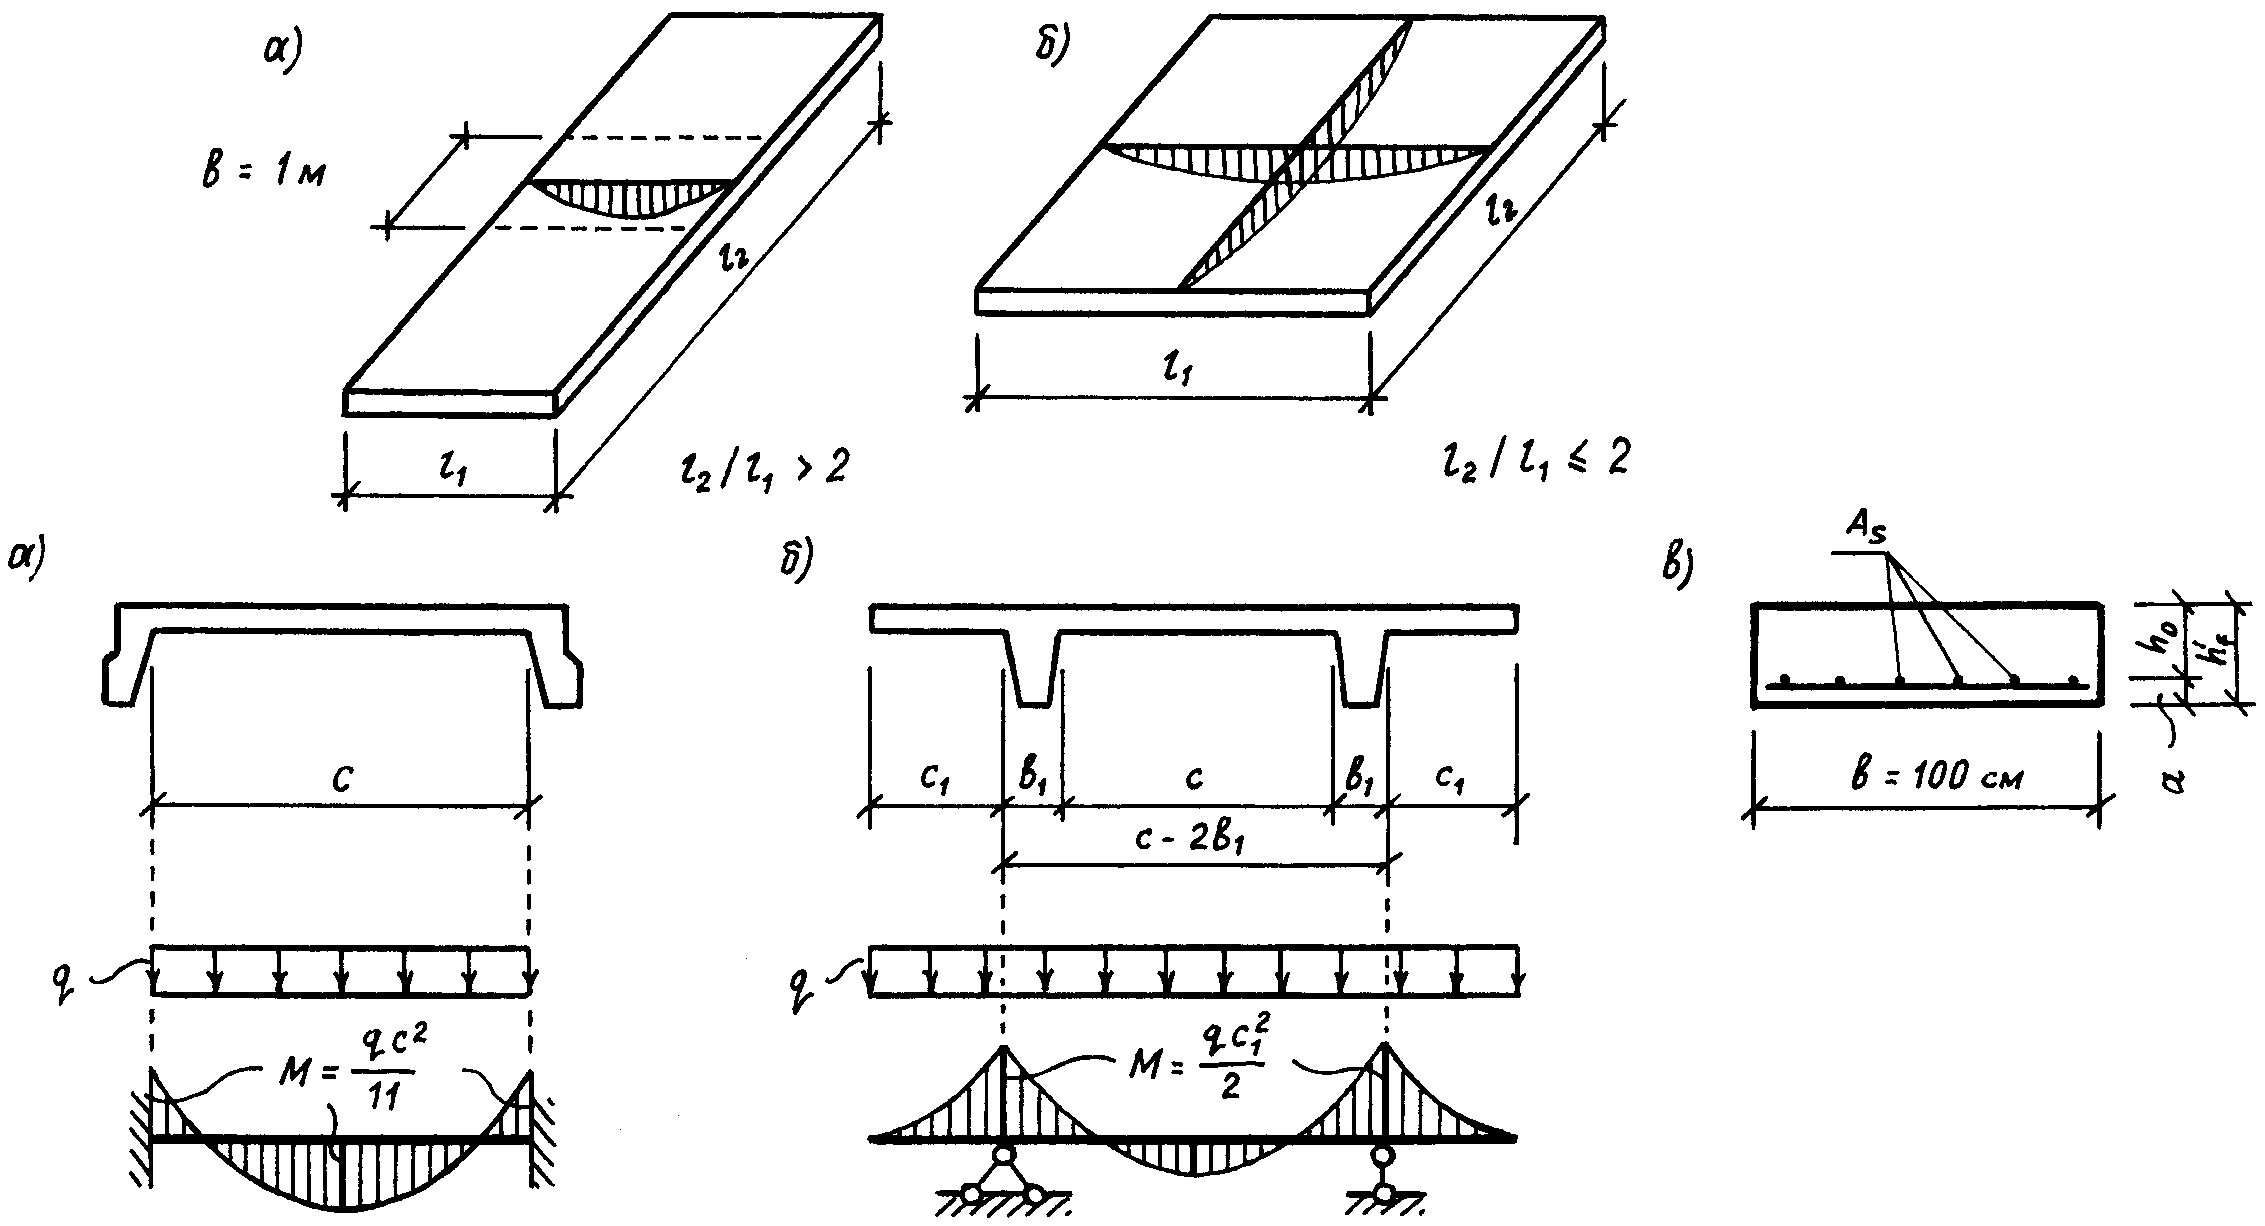 а)
б)
в = 1 м
l₂
l₂
l₁
l₁
l₂ / l₁ > 2
l₂ / l₁ ≤ 2
а)
б)
в)
Aₛ
h₀
h'f
a
c
c₁
в₁
c
в₁
c₁
в = 100 см
c - 2в₁
q
q
M = qc²/11
M = qc₁²/2